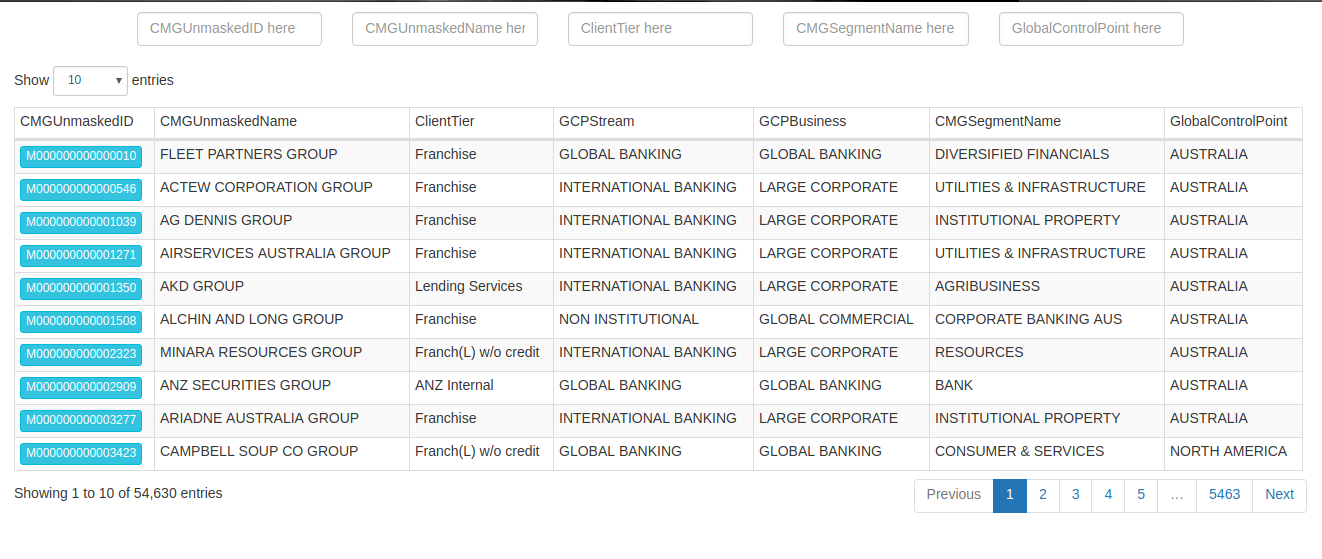 CMGUnmaskedID here CMGUnmaskedName her ClientTier here CMGSegmentName here GlobalControlPoint here
Show 10 entries
CMGUnmaskedID CMGUnmaskedName ClientTier GCPStream GCPBusiness CMGSegmentName GlobalControlPoint
M000000000000010 FLEET PARTNERS GROUP Franchise GLOBAL BANKING GLOBAL BANKING DIVERSIFIED FINANCIALS AUSTRALIA
M000000000000546 ACTEW CORPORATION GROUP Franchise INTERNATIONAL BANKING LARGE CORPORATE UTILITIES & INFRASTRUCTURE AUSTRALIA
M000000000001039 AG DENNIS GROUP Franchise INTERNATIONAL BANKING LARGE CORPORATE INSTITUTIONAL PROPERTY AUSTRALIA
M000000000001271 AIRSERVICES AUSTRALIA GROUP Franchise INTERNATIONAL BANKING LARGE CORPORATE UTILITIES & INFRASTRUCTURE AUSTRALIA
M000000000001350 AKD GROUP Lending Services INTERNATIONAL BANKING LARGE CORPORATE AGRIBUSINESS AUSTRALIA
M000000000001508 ALCHIN AND LONG GROUP Franchise NON INSTITUTIONAL GLOBAL COMMERCIAL CORPORATE BANKING AUS AUSTRALIA
M000000000002323 MINARA RESOURCES GROUP Franch(L) w/o credit INTERNATIONAL BANKING LARGE CORPORATE RESOURCES AUSTRALIA
M000000000002909 ANZ SECURITIES GROUP ANZ Internal GLOBAL BANKING GLOBAL BANKING BANK AUSTRALIA
M000000000003277 ARIADNE AUSTRALIA GROUP Franchise INTERNATIONAL BANKING LARGE CORPORATE INSTITUTIONAL PROPERTY AUSTRALIA
M000000000003423 CAMPBELL SOUP CO GROUP Franch(L) w/o credit GLOBAL BANKING GLOBAL BANKING CONSUMER & SERVICES NORTH AMERICA
Showing 1 to 10 of 54,630 entries Previous 1 2 3 4 5 … 5463 Next